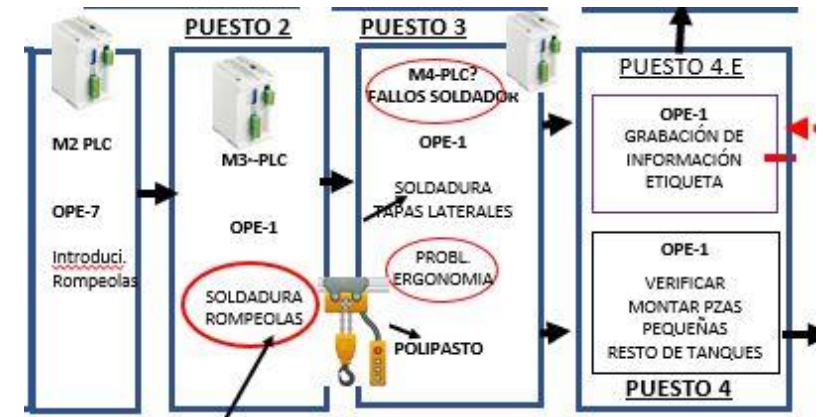 M2 PLC
OPE-7
Introduci.
Rompeolas
PUESTO 2
M3--PLC
OPE-1
SOLDADURA
ROMPEOLAS
PUESTO 3
M4-PLC?
FALLOS SOLDADOR
OPE-1
SOLDADURA
TAPAS LATERALES
PROBL.
ERGONOMIA
POLIPASTO
PUESTO 4.E
OPE-1
GRABACIÓN DE
INFORMACIÓN
ETIQUETA
OPE-1
VERIFICAR
MONTAR PZAS
PEQUEÑAS
RESTO DE TANQUES
PUESTO 4